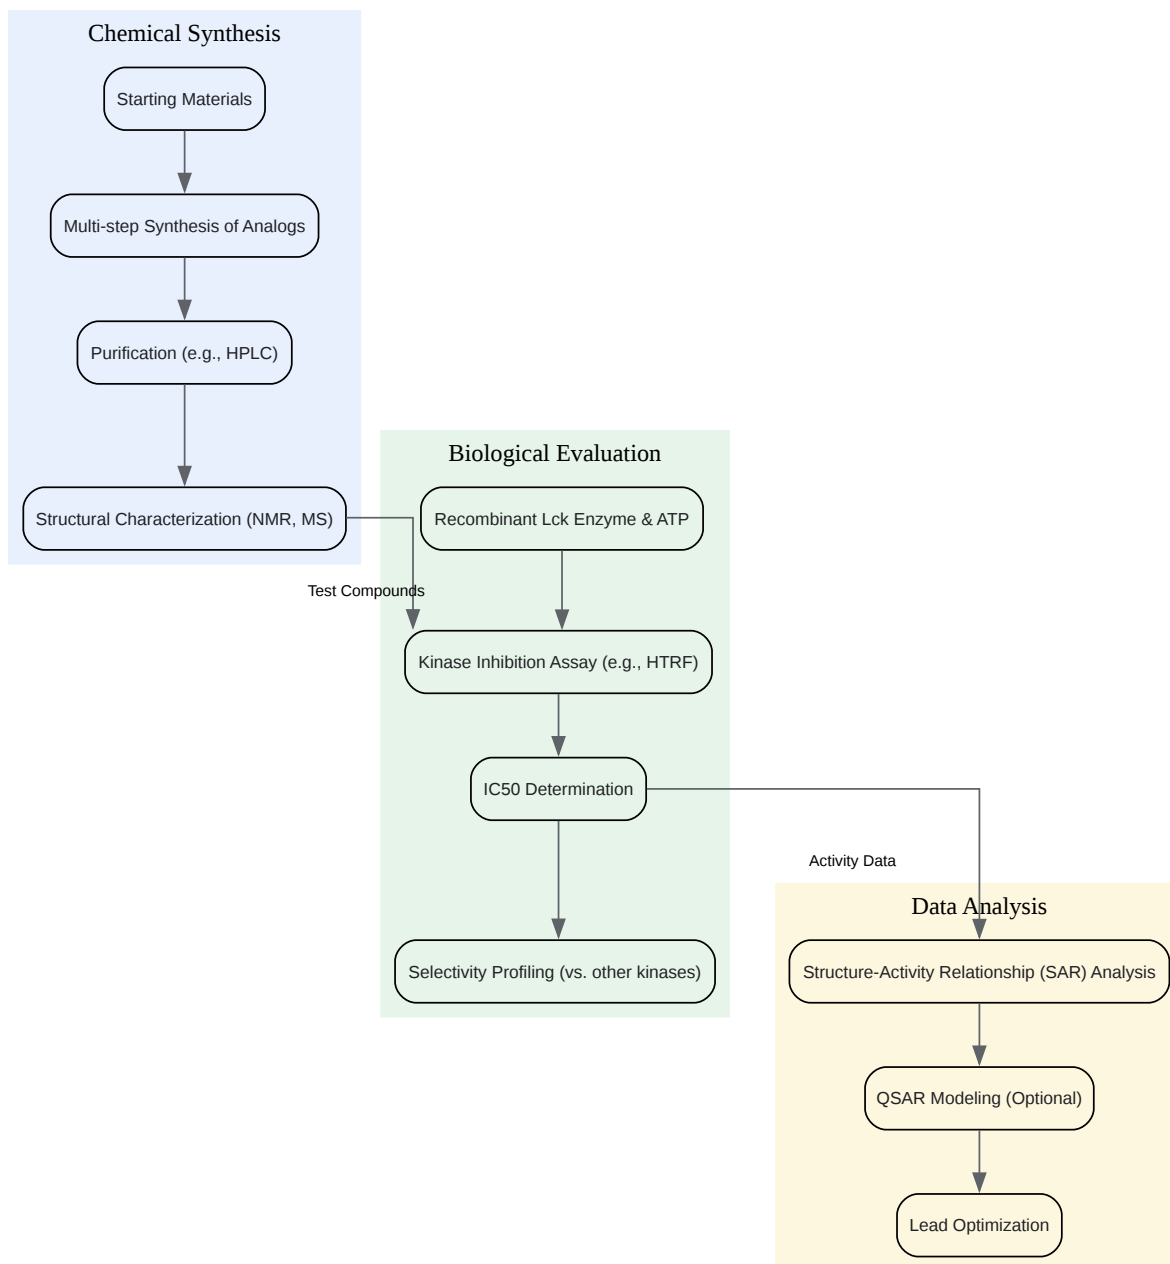 Chemical Synthesis
Starting Materials
Multi-step Synthesis of Analogs
Purification (e.g., HPLC)
Structural Characterization (NMR, MS)
Test Compounds
Biological Evaluation
Recombinant Lck Enzyme & ATP
Kinase Inhibition Assay (e.g., HTRF)
IC50 Determination
Selectivity Profiling (vs. other kinases)
Activity Data
Data Analysis
Structure-Activity Relationship (SAR) Analysis
QSAR Modeling (Optional)
Lead Optimization